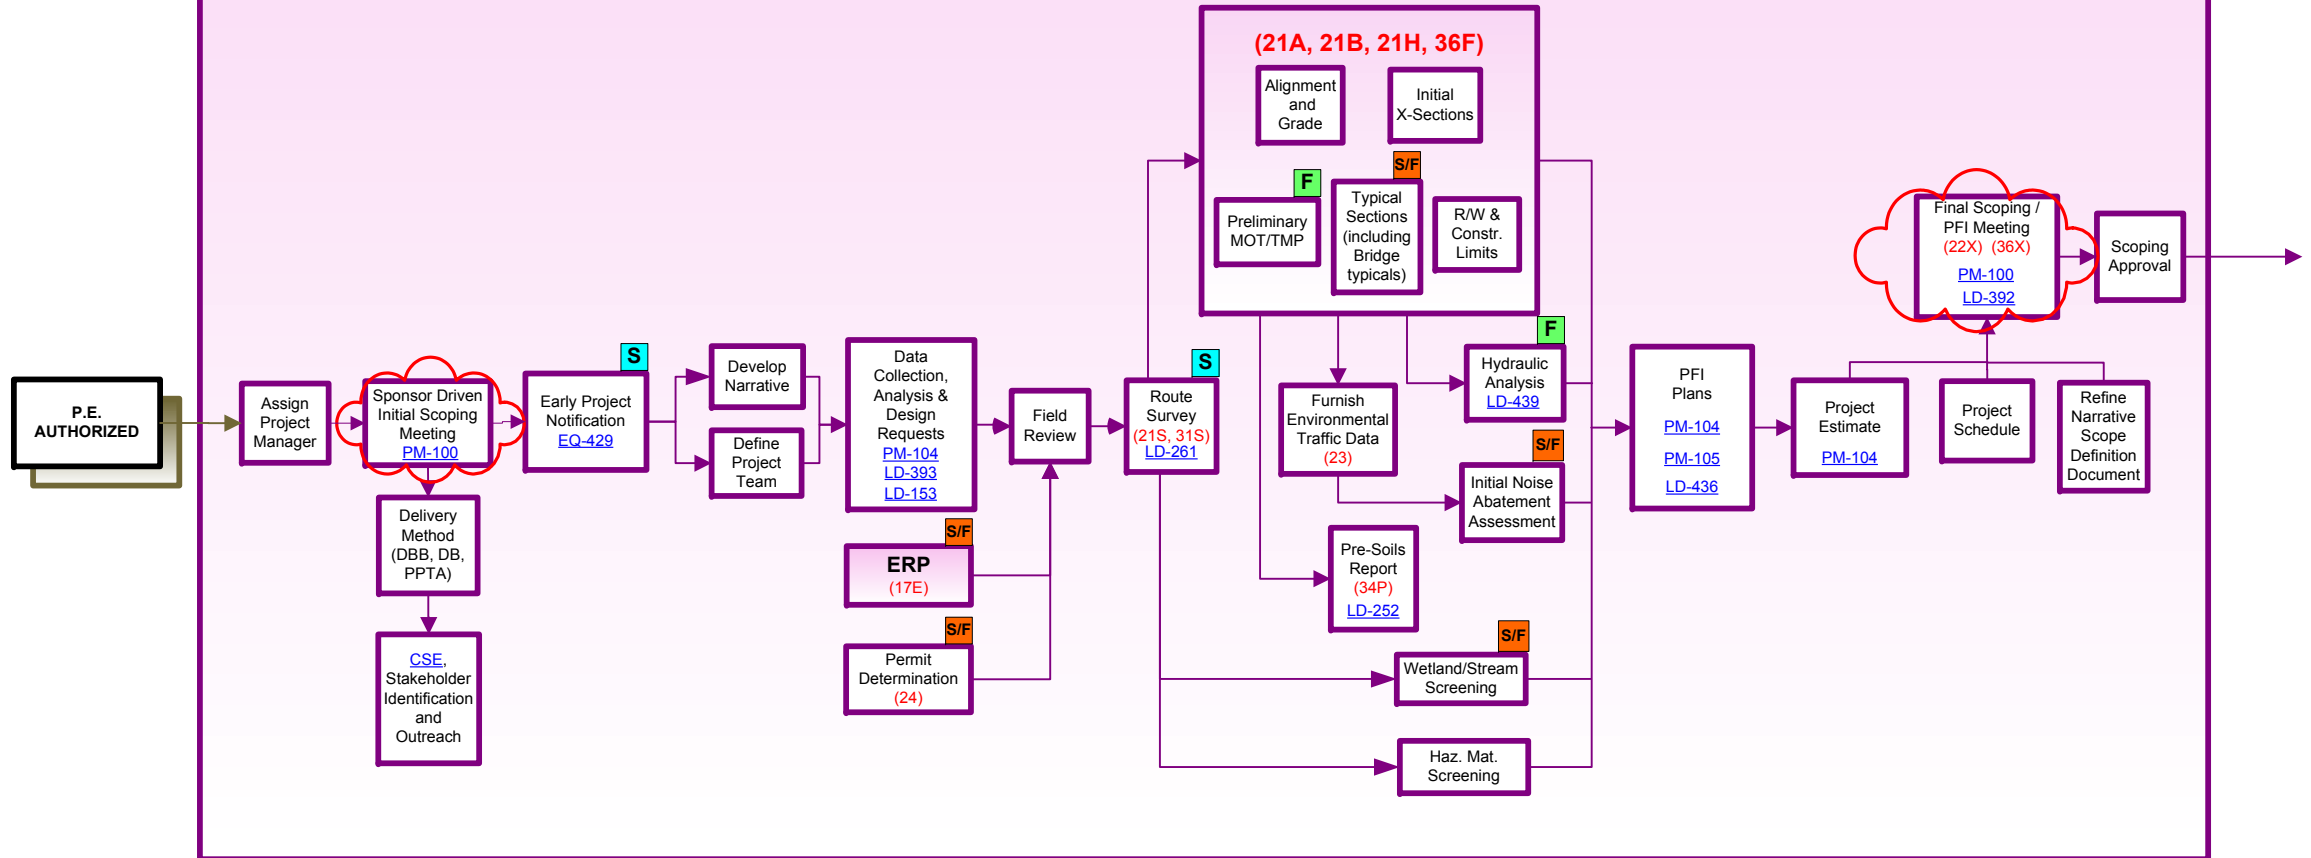 P.E.
AUTHORIZED
Assign
Project
Manager
Sponsor Driven
Initial Scoping
Meeting
PM-100
Delivery
Method
(DBB, DB,
PPTA)
CSE,
Stakeholder
Identification
and
Outreach
S
Early Project
Notification
EQ-429
Develop
Narrative
Define
Project
Team
Data
Collection,
Analysis &
Design
Requests
PM-104
LD-393
LD-153
S/F
ERP
(17E)
S/F
Permit
Determination
(24)
Field
Review
S
Route
Survey
(21S, 31S)
LD-261
(21A, 21B, 21H, 36F)
Alignment
and
Grade
Initial
X-Sections
F
Preliminary
MOT/TMP
S/F
Typical
Sections
(including
Bridge
typicals)
R/W &
Constr.
Limits
F
Hydraulic
Analysis
LD-439
Furnish
Environmental
Traffic Data
(23)
S/F
Initial Noise
Abatement
Assessment
Pre-Soils
Report
(34P)
LD-252
S/F
Wetland/Stream
Screening
Haz. Mat.
Screening
PFI
Plans
PM-104
PM-105
LD-436
Project
Estimate
PM-104
Project
Schedule
Refine
Narrative
Scope
Definition
Document
Final Scoping /
PFI Meeting
(22X) (36X)
PM-100
LD-392
Scoping
Approval